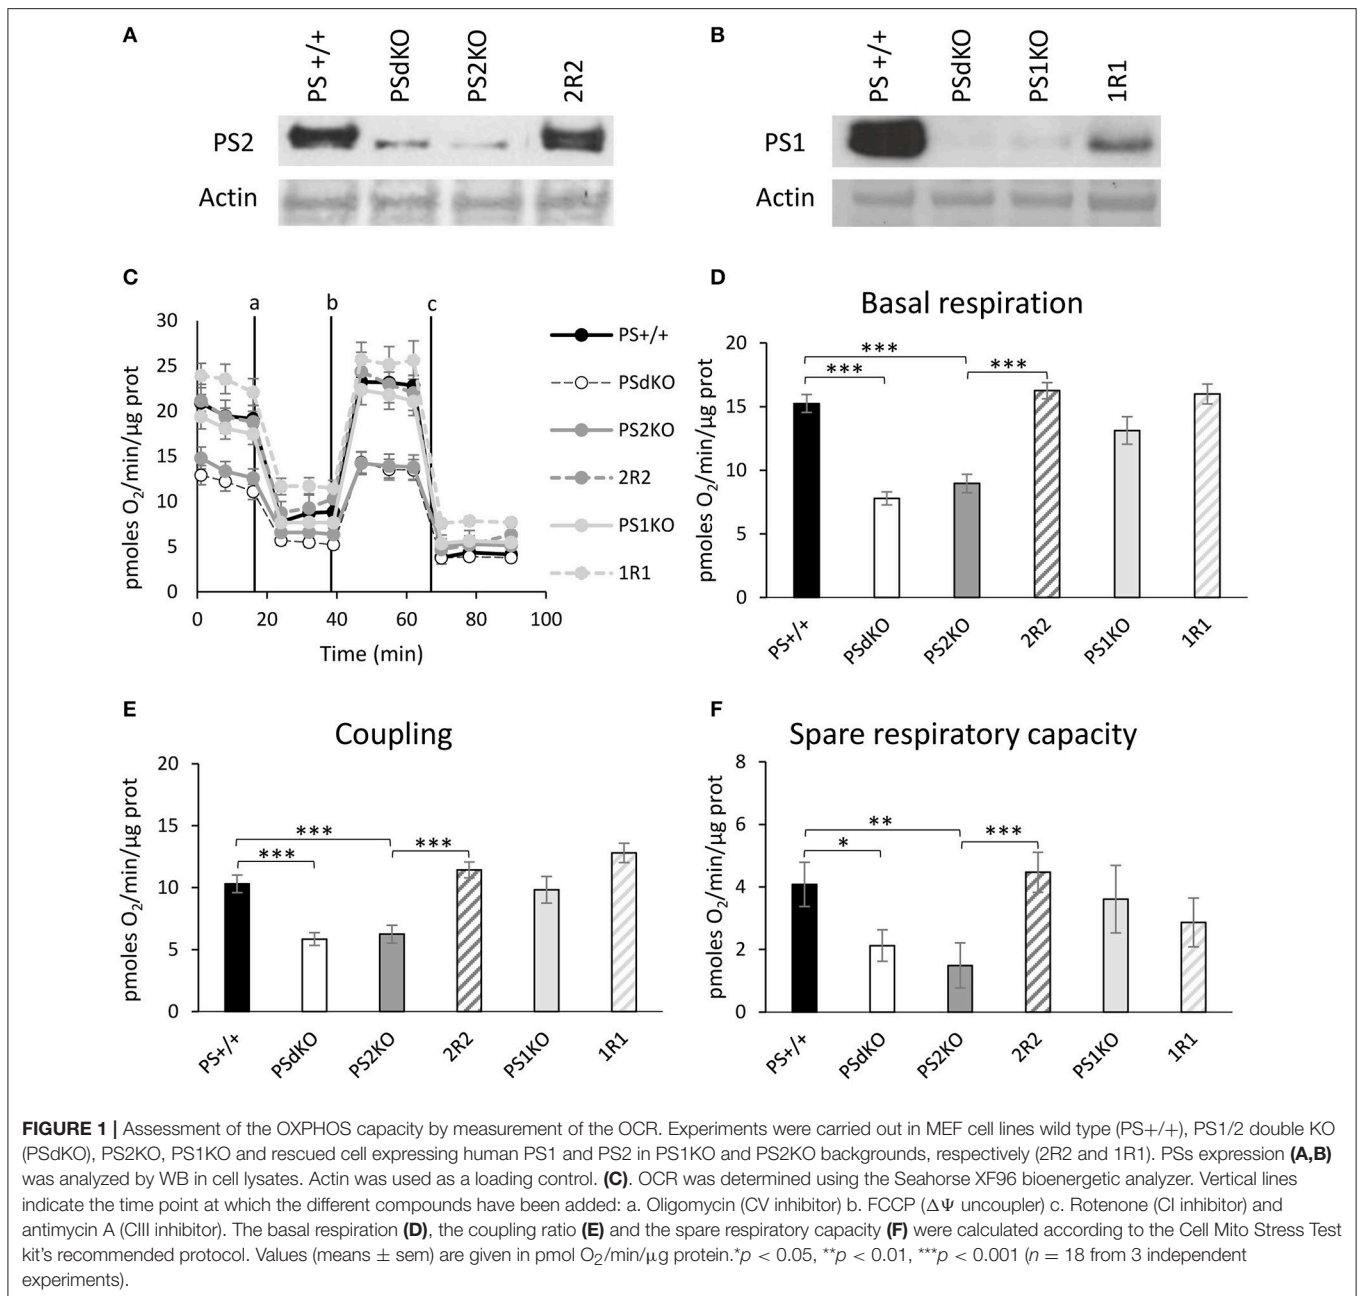 A
PS +/+
PSdKO
PS2KO
2R2
PS2
Actin
B
PS +/+
PSdKO
PS1KO
1R1
PS1
Actin
C
a
b
c
pmoles O₂/min/µg prot
30
25
20
15
10
5
0
0
20
40
60
80
100
Time (min)
PS+/+
PSdKO
PS2KO
2R2
PS1KO
1R1
D
Basal respiration
pmoles O₂/min/µg prot
20
15
10
5
0
***
***
***
PS+/+
PSdKO
PS2KO
2R2
PS1KO
1R1
E
Coupling
pmoles O₂/min/µg prot
20
15
10
5
0
***
***
***
PS+/+
PSdKO
PS2KO
2R2
PS1KO
1R1
F
Spare respiratory capacity
pmoles O₂/min/µg prot
8
6
4
2
0
**
*
***
PS+/+
PSdKO
PS2KO
2R2
PS1KO
1R1
FIGURE 1 | Assessment of the OXPHOS capacity by measurement of the OCR. Experiments were carried out in MEF cell lines wild type (PS+/+), PS1/2 double KO
(PSdKO), PS2KO, PS1KO and rescued cell expressing human PS1 and PS2 in PS1KO and PS2KO backgrounds, respectively (2R2 and 1R1). PSs expression (A,B)
was analyzed by WB in cell lysates. Actin was used as a loading control. (C). OCR was determined using the Seahorse XF96 bioenergetic analyzer. Vertical lines
indicate the time point at which the different compounds have been added: a. Oligomycin (CV inhibitor) b. FCCP (ΔΨ uncoupler) c. Rotenone (CI inhibitor) and
antimycin A (CIII inhibitor). The basal respiration (D), the coupling ratio (E) and the spare respiratory capacity (F) were calculated according to the Cell Mito Stress Test
kit's recommended protocol. Values (means ± sem) are given in pmol O₂/min/µg protein.*p < 0.05, **p < 0.01, ***p < 0.001 (n = 18 from 3 independent
experiments).